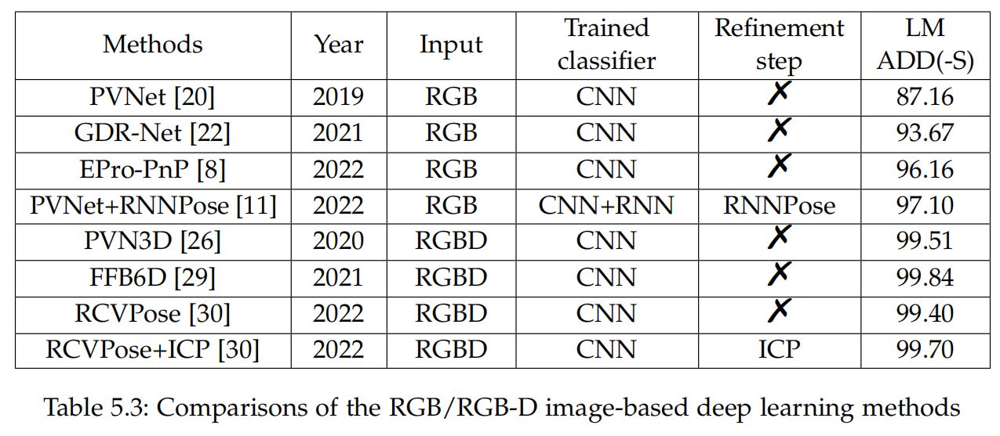 Methods Year Input Trained classifier Refinement step LM ADD(-S)
PVNet [20] 2019 RGB CNN ✗ 87.16
GDR-Net [22] 2021 RGB CNN ✗ 93.67
EPro-PnP [8] 2022 RGB CNN ✗ 96.16
PVNet+RNNPose [11] 2022 RGB CNN+RNN RNNPose 97.10
PVN3D [26] 2020 RGBD CNN ✗ 99.51
FFB6D [29] 2021 RGBD CNN ✗ 99.84
RCVPose [30] 2022 RGBD CNN ✗ 99.40
RCVPose+ICP [30] 2022 RGBD CNN ICP 99.70
Table 5.3: Comparisons of the RGB/RGB-D image-based deep learning methods